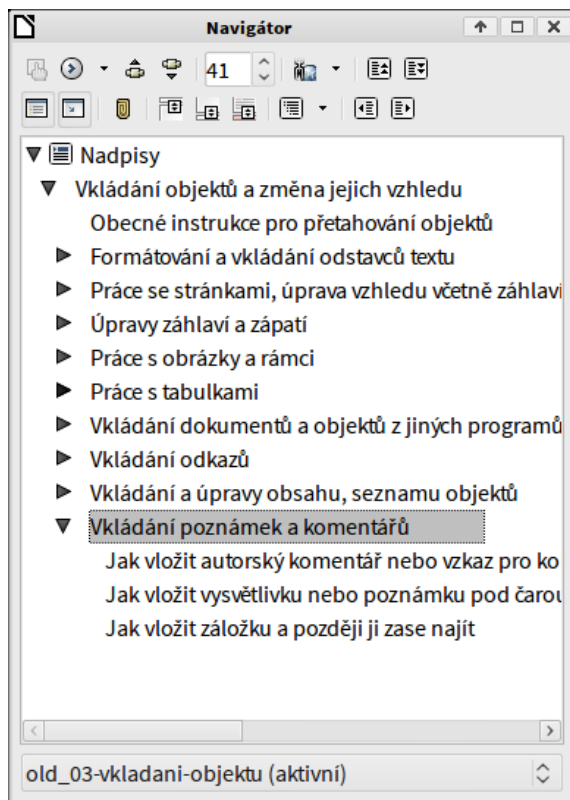 Navigátor
41
Nadpisy
Vkládání objektů a změna jejich vzhledu
Obecné instrukce pro přetahování objektů
Formátování a vkládání odstavců textu
Práce se stránkami, úprava vzhledu včetně záhlaví
Úpravy záhlaví a zápatí
Práce s obrázky a rámci
Práce s tabulkami
Vkládání dokumentů a objektů z jiných programů
Vkládání odkazů
Vkládání a úpravy obsahu, seznamu objektů
Vkládání poznámek a komentářů
Jak vložit autorský komentář nebo vzkaz pro ko
Jak vložit vysvětlivku nebo poznámku pod čarou
Jak vložit záložku a později ji zase najít
old_03-vkladani-objektu (aktivní)